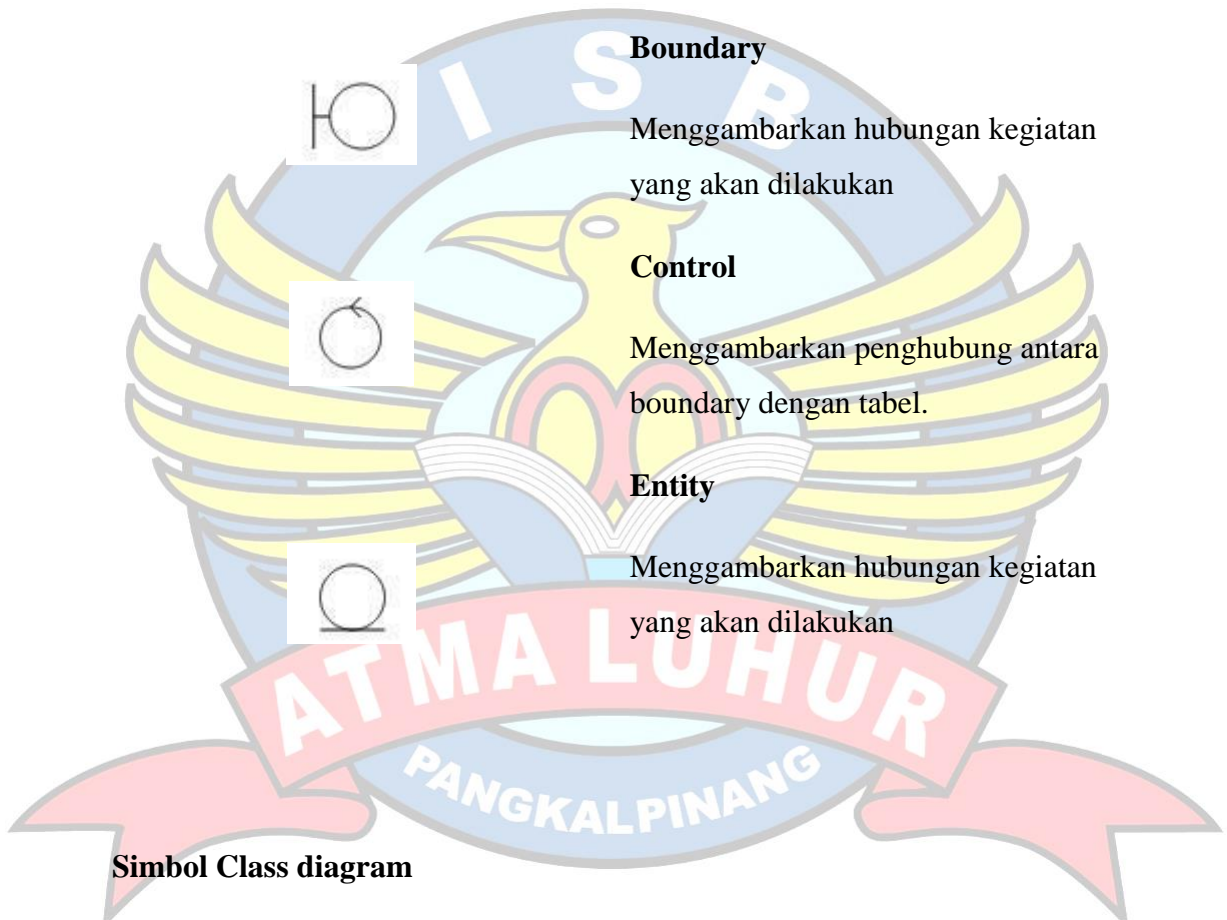 ISB
Boundary
Menggambarkan hubungan kegiatan
yang akan dilakukan
Control
Menggambarkan penghubung antara
boundary dengan tabel.
Entity
Menggambarkan hubungan kegiatan
yang akan dilakukan
ATMA LUHUR
PANGKALPINANG
Simbol Class diagram